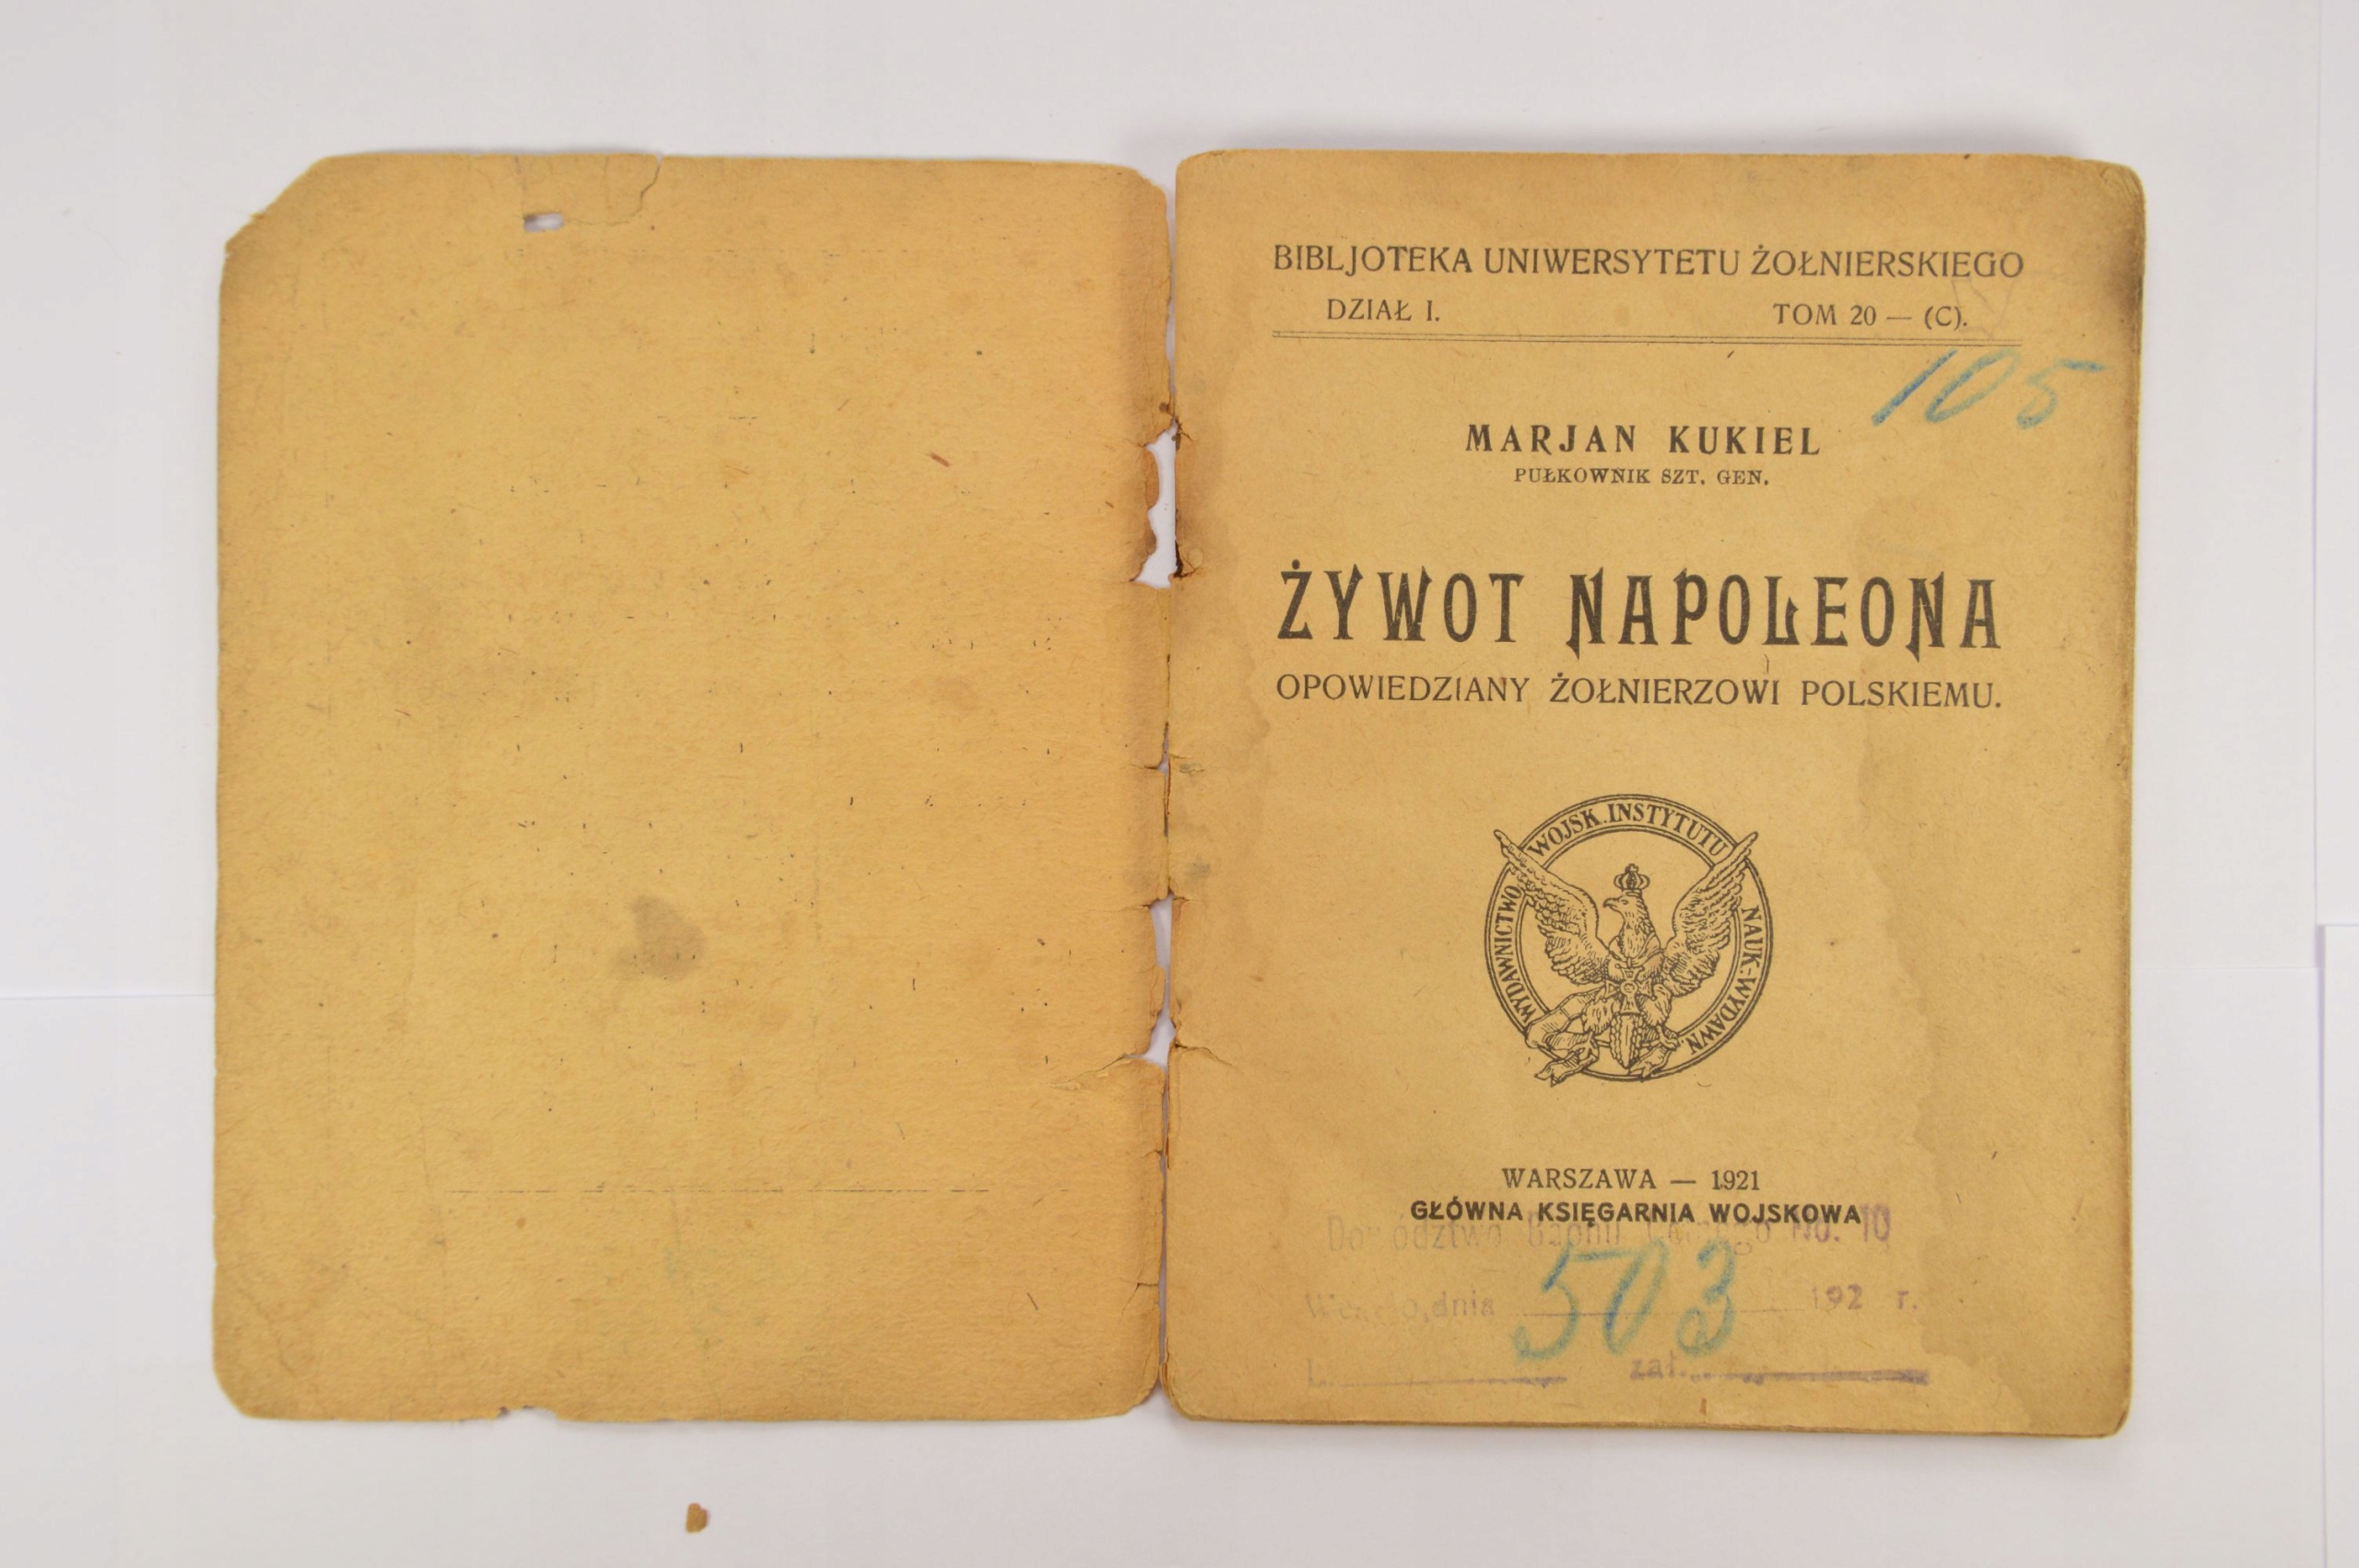 BIBLJOTEKA UNIWERSYTETU ŻOŁNIERSKIEGO
DZIAŁ I. TOM 20 — (C).
105
MARJAN KUKIEL
PUŁKOWNIK SZT. GEN.
ŻYWOT NAPOLEONA
OPOWIEDZIANY ŻOŁNIERZOWI POLSKIEMU.
WYDAWNICTWO WOJSK. INSTYTUTU NAUK.-WYDAWN.
WARSZAWA — 1921
GŁÓWNA KSIĘGARNIA WOJSKOWA
No. 10
503
dnia 192 r.
L. zał.